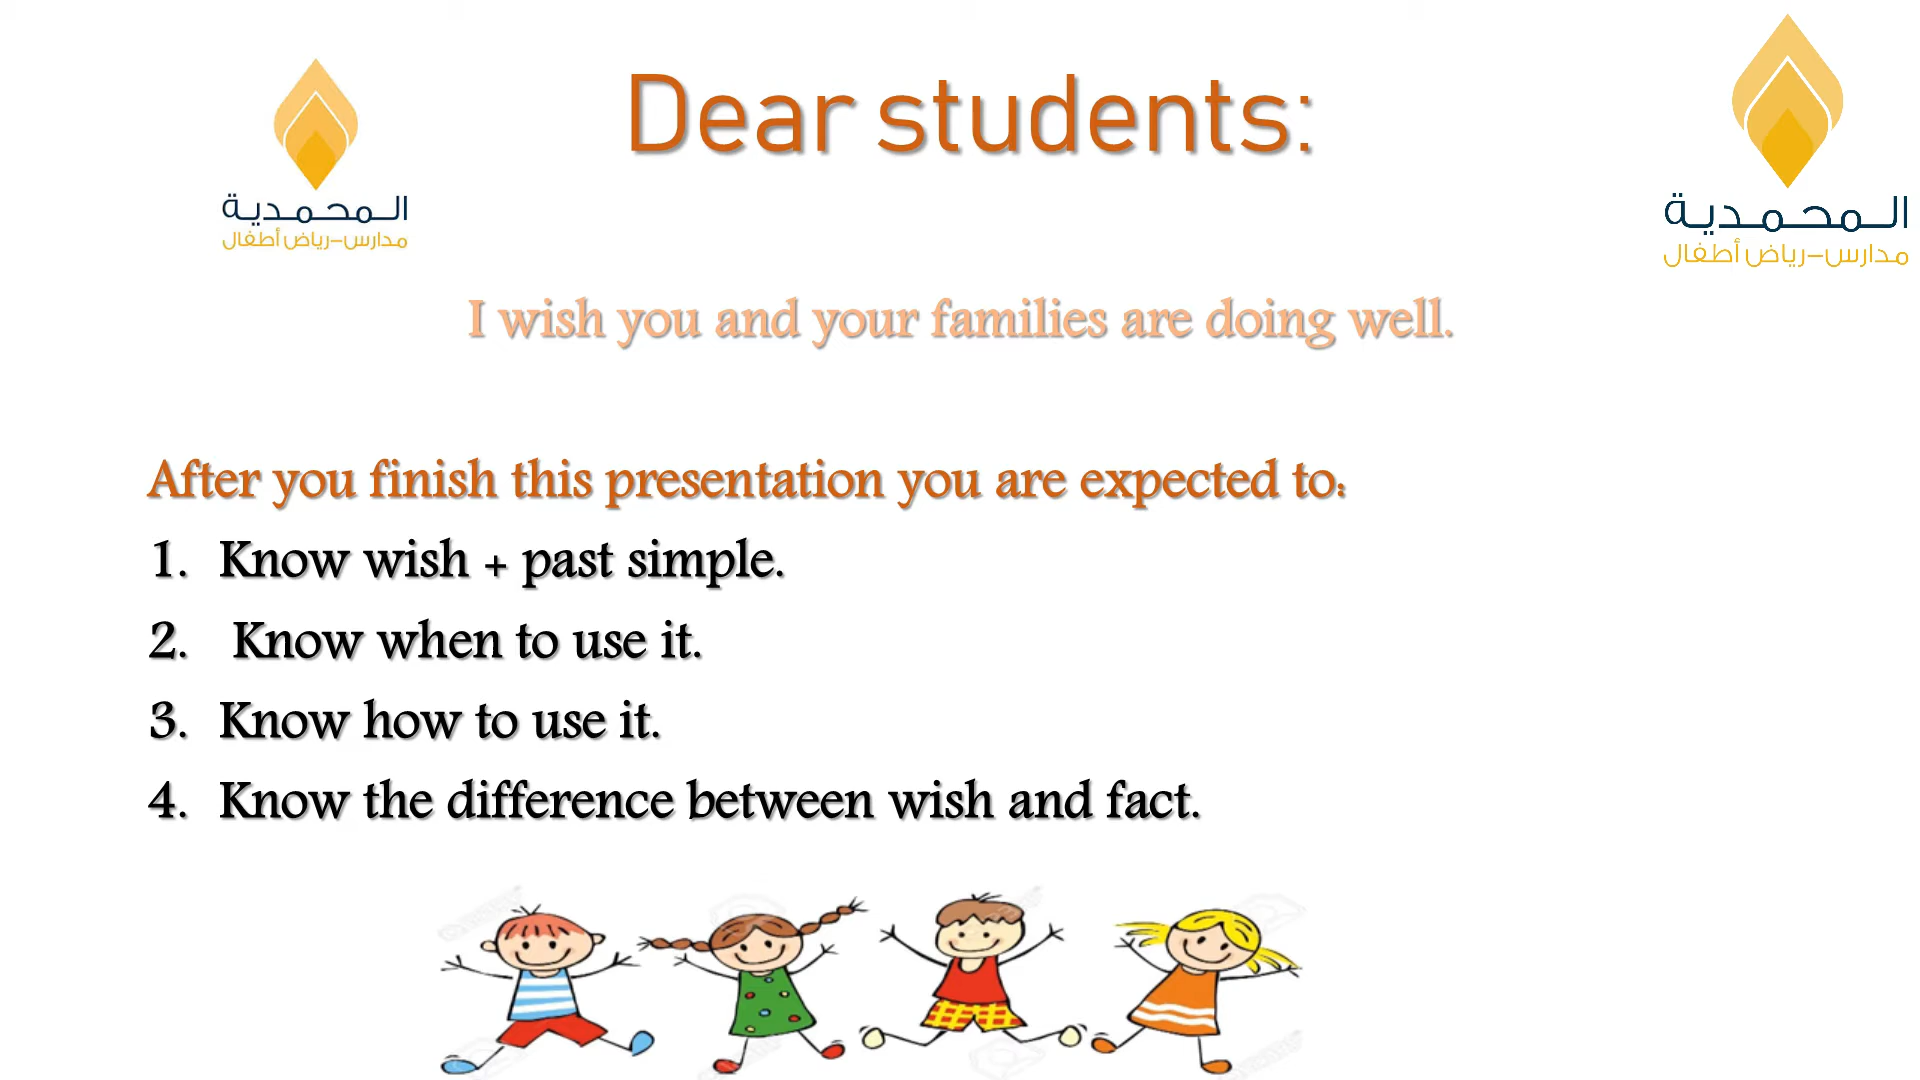 Dear students:
المحمدية
مدارس-رياض أطفال
المحمدية
مدارس-رياض أطفال
I wish you and your families are doing well.
After you finish this presentation you are expected to:
1. Know wish + past simple.
2. Know when to use it.
3. Know how to use it.
4. Know the difference between wish and fact.